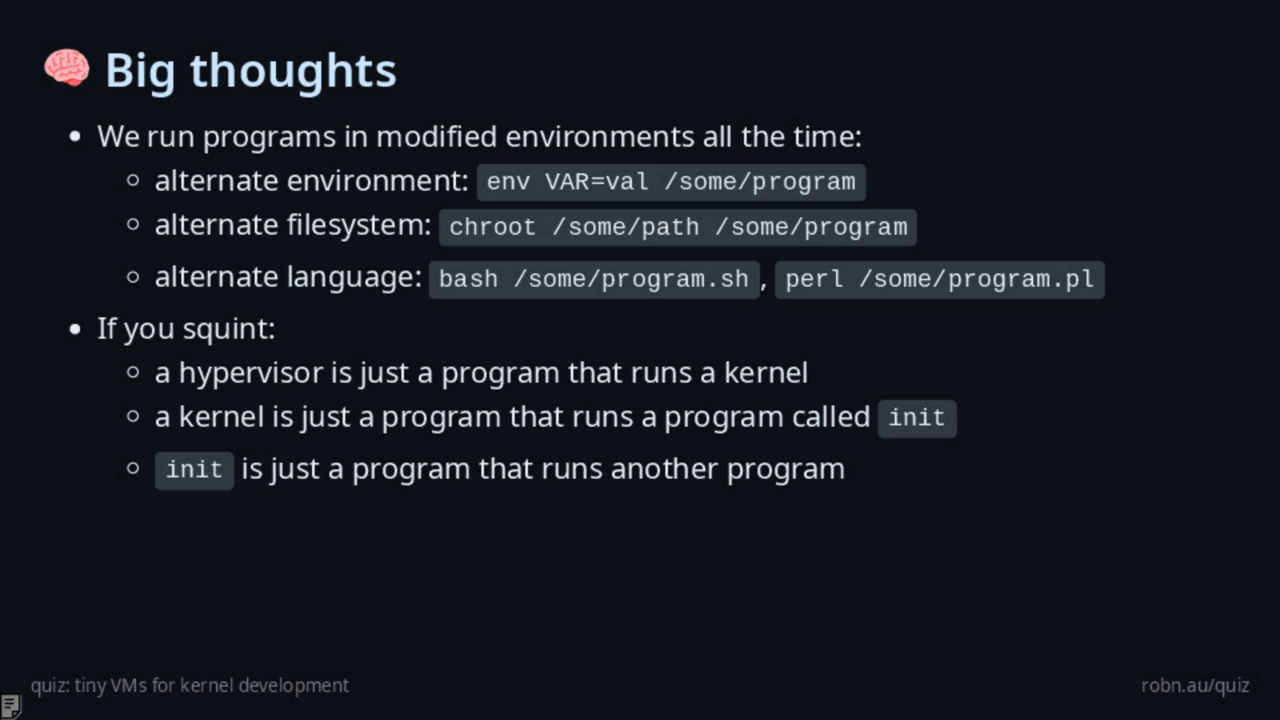 🧠 Big thoughts
• We run programs in modified environments all the time:
○ alternate environment: env VAR=val /some/program
○ alternate filesystem: chroot /some/path /some/program
○ alternate language: bash /some/program.sh, perl /some/program.pl
• If you squint:
○ a hypervisor is just a program that runs a kernel
○ a kernel is just a program that runs a program called init
○ init is just a program that runs another program
quiz: tiny VMs for kernel development
robn.au/quiz